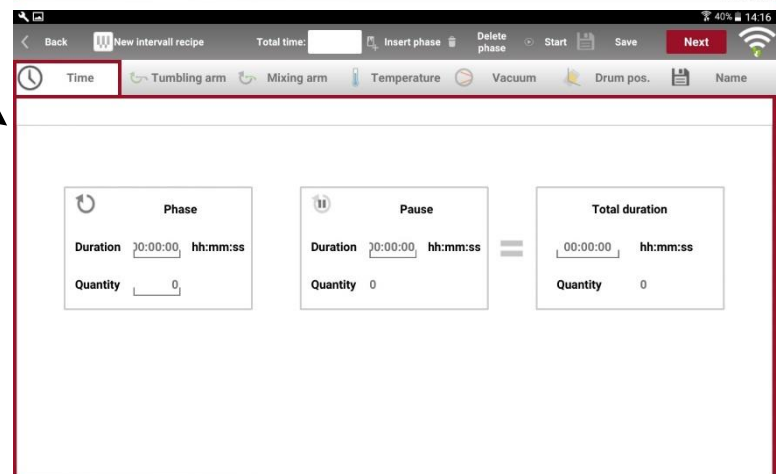 40% 14:16
Back New intervall recipe Total time: Insert phase Delete phase Start Save Next
Time Tumbling arm Mixing arm Temperature Vacuum Drum pos. Name
Phase Pause Total duration
Duration 00:00:00 hh:mm:ss Duration 00:00:00 hh:mm:ss = 00:00:00 hh:mm:ss
Quantity 0 Quantity 0 Quantity 0